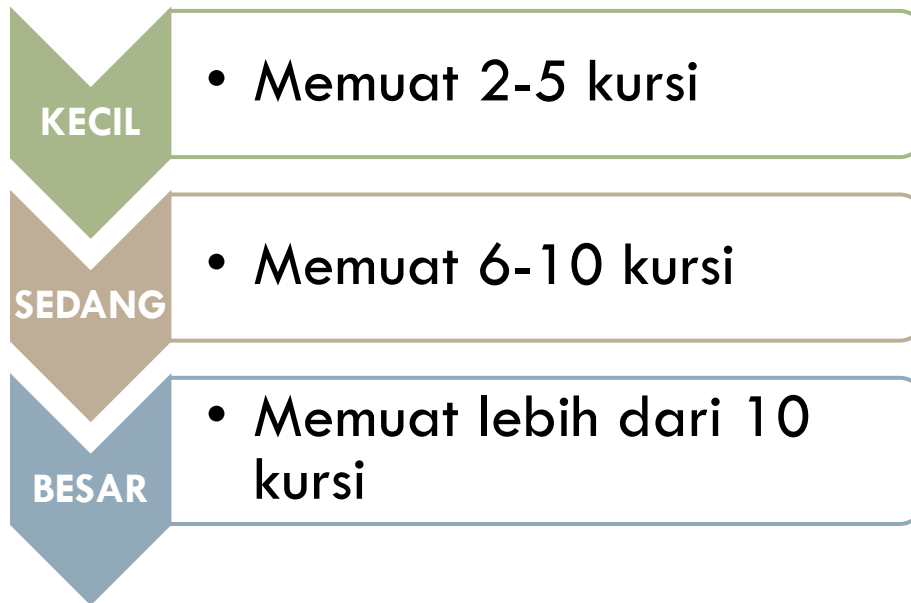 KECIL
• Memuat 2-5 kursi
SEDANG
• Memuat 6-10 kursi
BESAR
• Memuat lebih dari 10
kursi